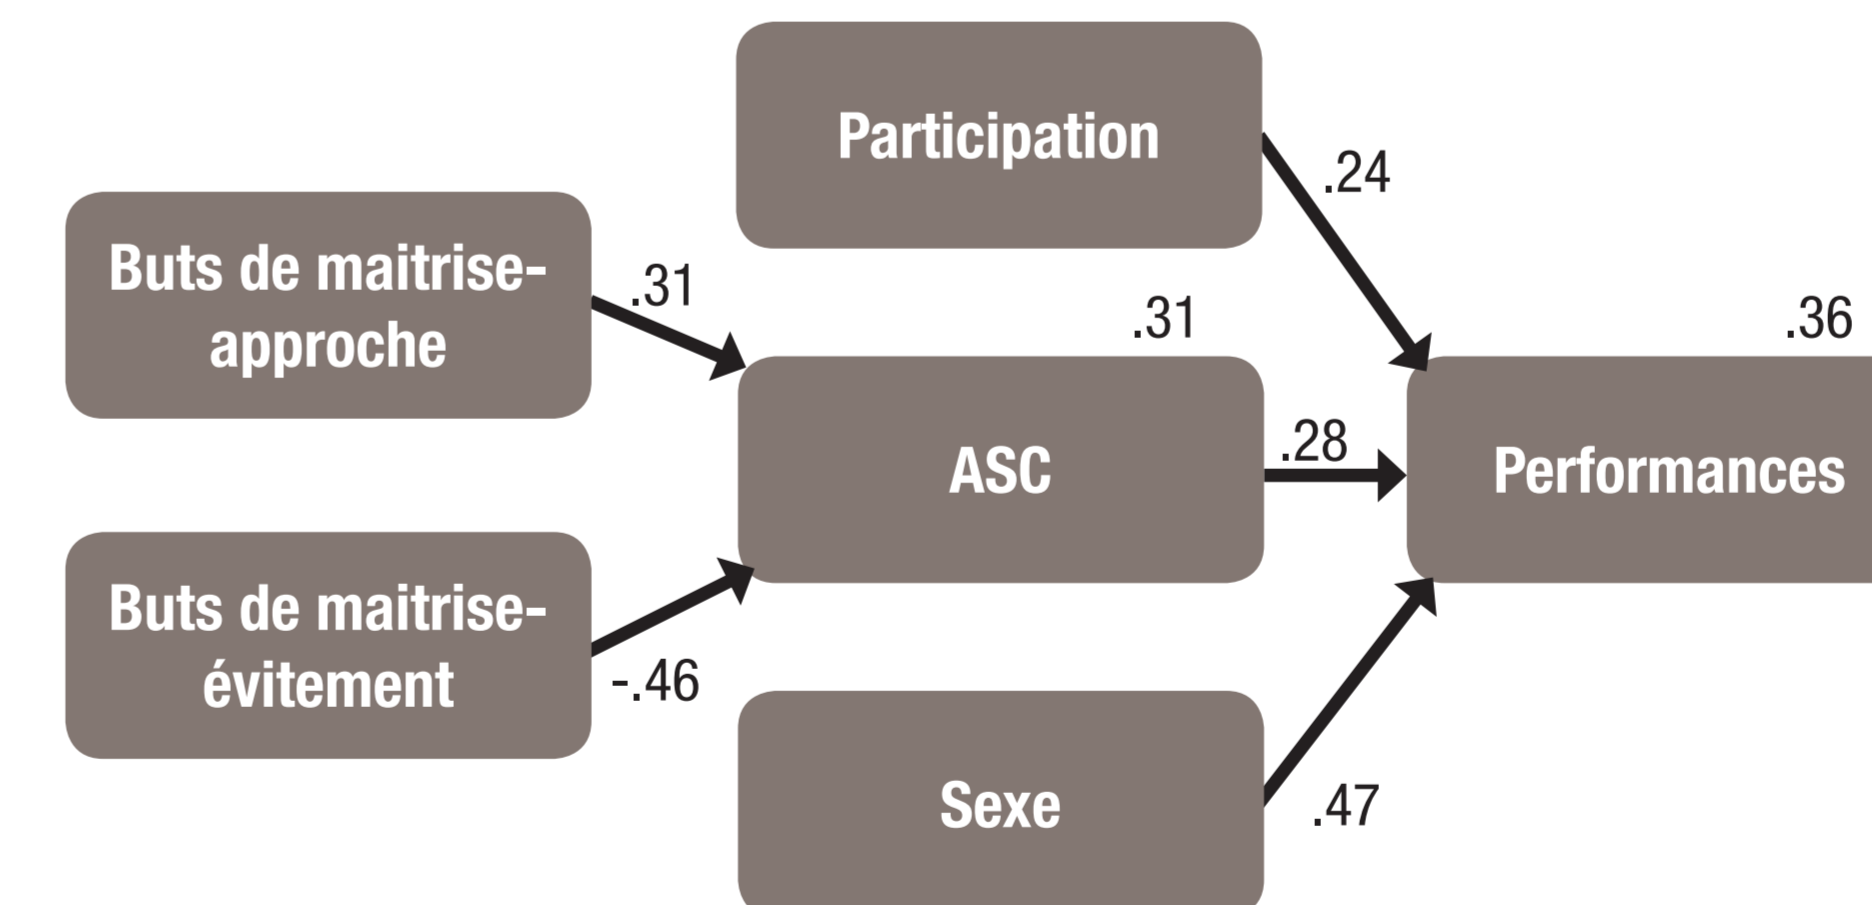 Participation
.24
Buts de maitrise-
approche
.31
.31
.36
ASC
.28
Performances
Buts de maitrise-
évitement
-.46
Sexe
.47